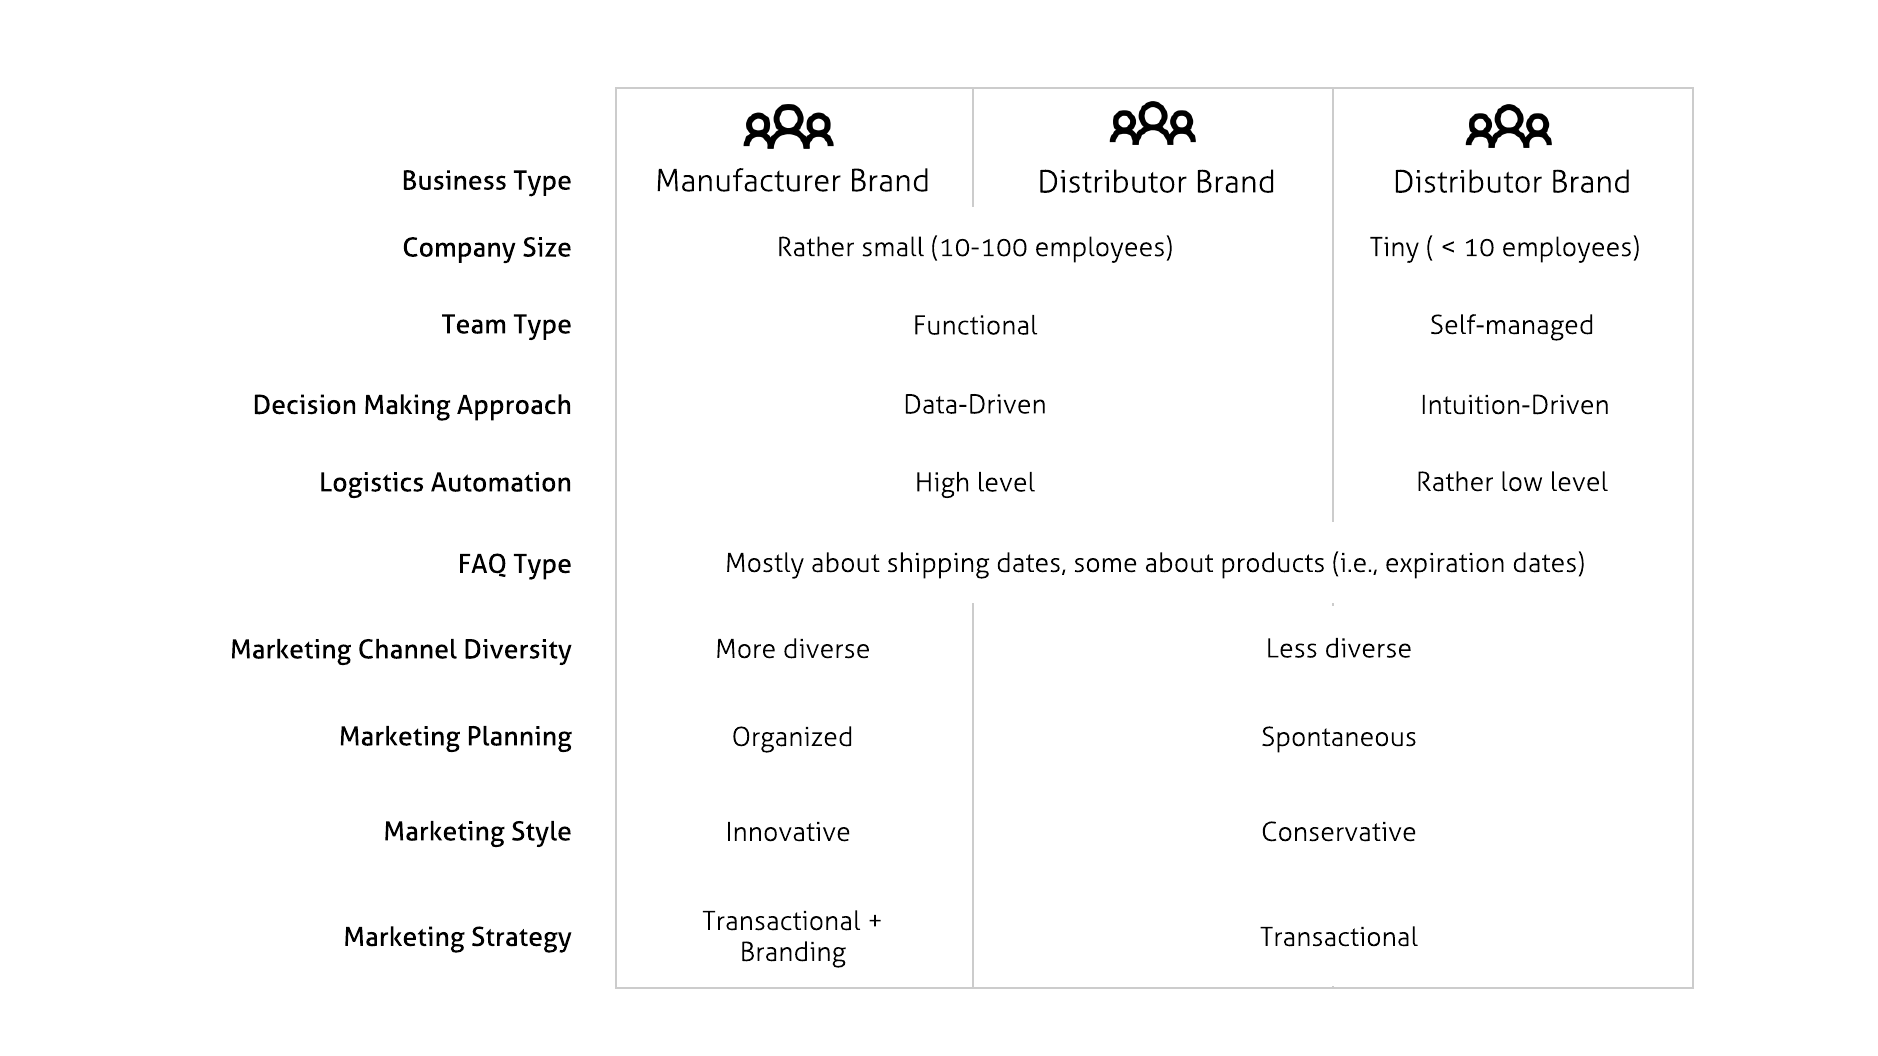 Business Type
Manufacturer Brand
Distributor Brand
Distributor Brand
Company Size
Rather small (10-100 employees)
Tiny ( < 10 employees)
Team Type
Functional
Self-managed
Decision Making Approach
Data-Driven
Intuition-Driven
Logistics Automation
High level
Rather low level
FAQ Type
Mostly about shipping dates, some about products (i.e., expiration dates)
Marketing Channel Diversity
More diverse
Less diverse
Marketing Planning
Organized
Spontaneous
Marketing Style
Innovative
Conservative
Marketing Strategy
Transactional +
Branding
Transactional